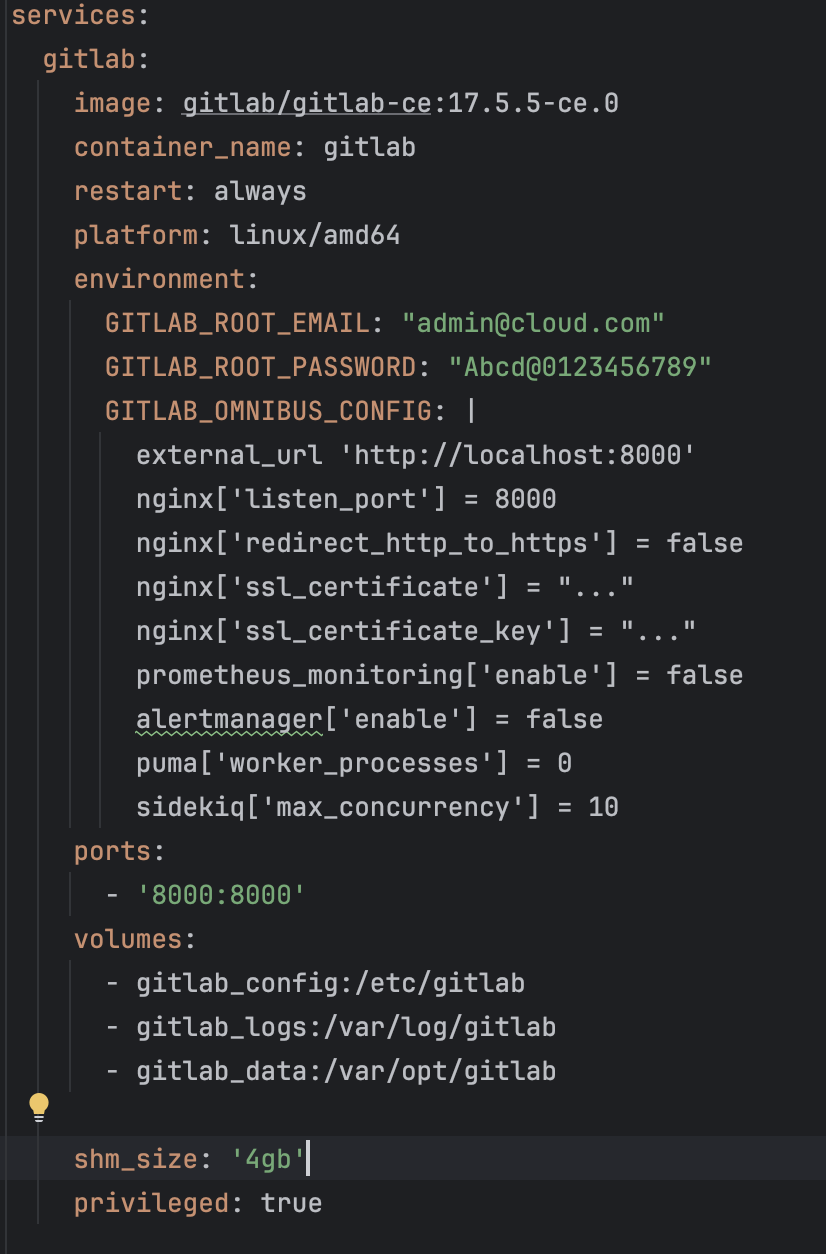 services:
  gitlab:
    image: gitlab/gitlab-ce:17.5.5-ce.0
    container_name: gitlab
    restart: always
    platform: linux/amd64
    environment:
      GITLAB_ROOT_EMAIL: "admin@cloud.com"
      GITLAB_ROOT_PASSWORD: "Abcd@0123456789"
      GITLAB_OMNIBUS_CONFIG: |
        external_url 'http://localhost:8000'
        nginx['listen_port'] = 8000
        nginx['redirect_http_to_https'] = false
        nginx['ssl_certificate'] = "..."
        nginx['ssl_certificate_key'] = "..."
        prometheus_monitoring['enable'] = false
        alertmanager['enable'] = false
        puma['worker_processes'] = 0
        sidekiq['max_concurrency'] = 10
    ports:
      - '8000:8000'
    volumes:
      - gitlab_config:/etc/gitlab
      - gitlab_logs:/var/log/gitlab
      - gitlab_data:/var/opt/gitlab
    shm_size: '4gb'
    privileged: true